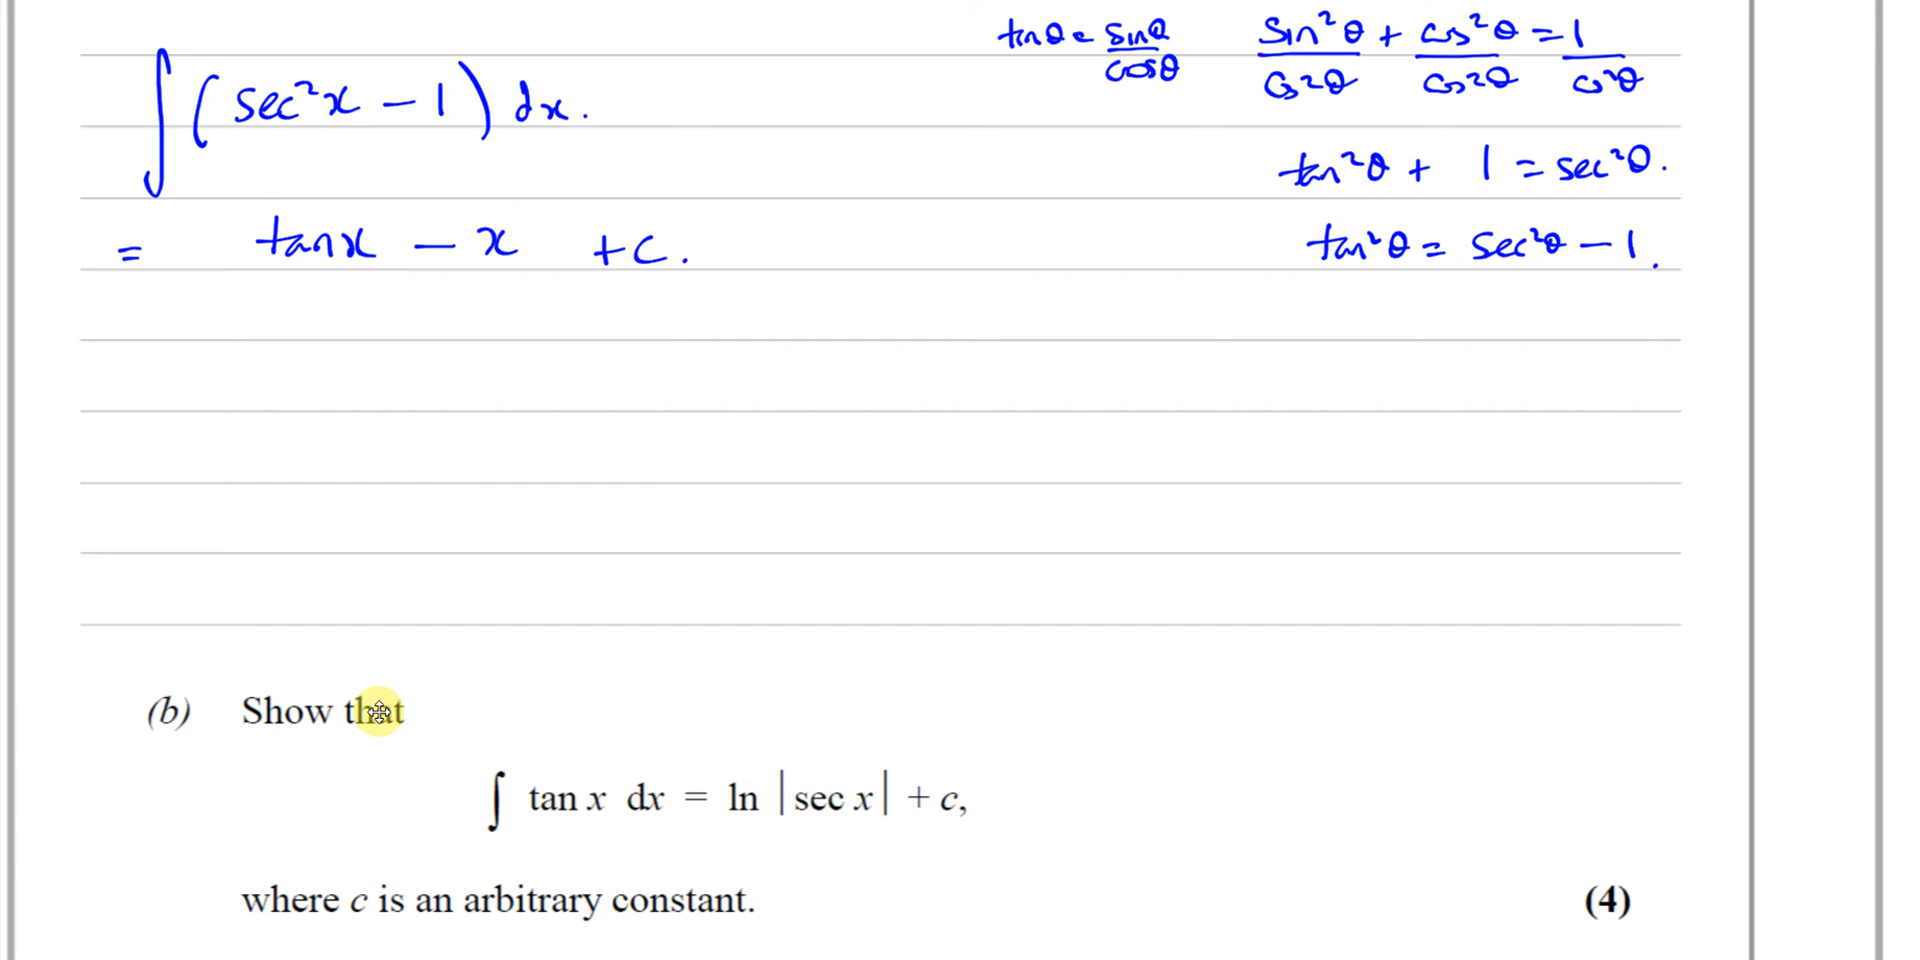 ∫(sec²x − 1) dx.
= tanx − x + c.
tanθ = sinθ/cosθ
sin²θ/cos²θ + cos²θ/cos²θ = 1/cos²θ
tan²θ + 1 = sec²θ.
tan²θ = sec²θ − 1.
(b) Show that
∫ tan x dx = ln |sec x| + c,
where c is an arbitrary constant.
(4)